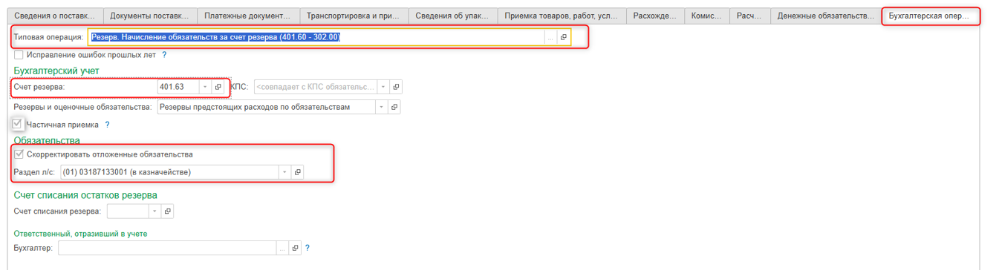 Сведения о поставк... Документы поставк... Платежные документ... Транспортировка и при... Сведения об упак... Приемка товаров, работ, усл... Расхожде... Комис... Расч... Денежные обязательств... Бухгалтерская опер...
Типовая операция: Резерв. Начисление обязательств за счет резерва (401.60 - 302.00) ...
Исправление ошибок прошлых лет ?
Бухгалтерский учет
Счет резерва: 401.63 КПС: <совпадает с КПС обязательс...
Резервы и оценочные обязательства: Резервы предстоящих расходов по обязательствам
Частичная приемка ?
Обязательства
Скорректировать отложенные обязательства
Раздел л/с: (01) 03187133001 (в казначействе)
Счет списания остатков резерва
Счет списания резерва:
Ответственный, отразивший в учете
Бухгалтер: ... ?